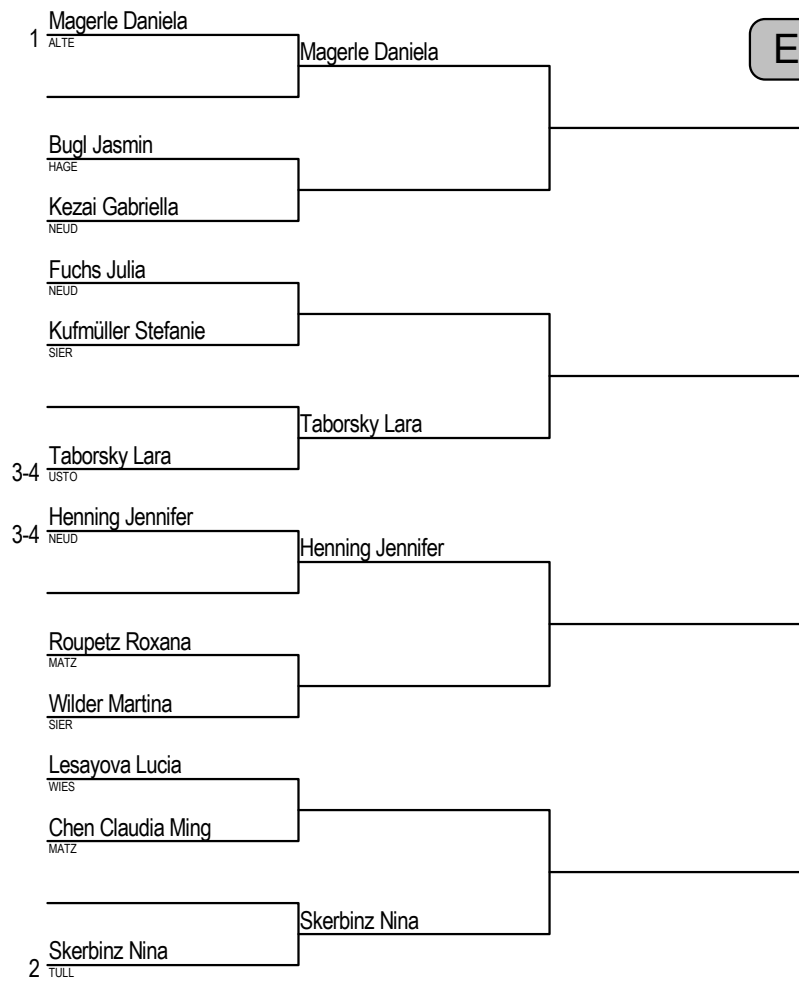 Magerle Daniela
1 ALTE
Magerle Daniela
E
Bugl Jasmin
HAGE
Kezai Gabriella
NEUD
Fuchs Julia
NEUD
Kufmüller Stefanie
SIER
Taborsky Lara
Taborsky Lara
3-4 USTO
Henning Jennifer
3-4 NEUD
Henning Jennifer
Roupetz Roxana
MATZ
Wilder Martina
SIER
Lesayova Lucia
WIES
Chen Claudia Ming
MATZ
Skerbinz Nina
Skerbinz Nina
2 TULL